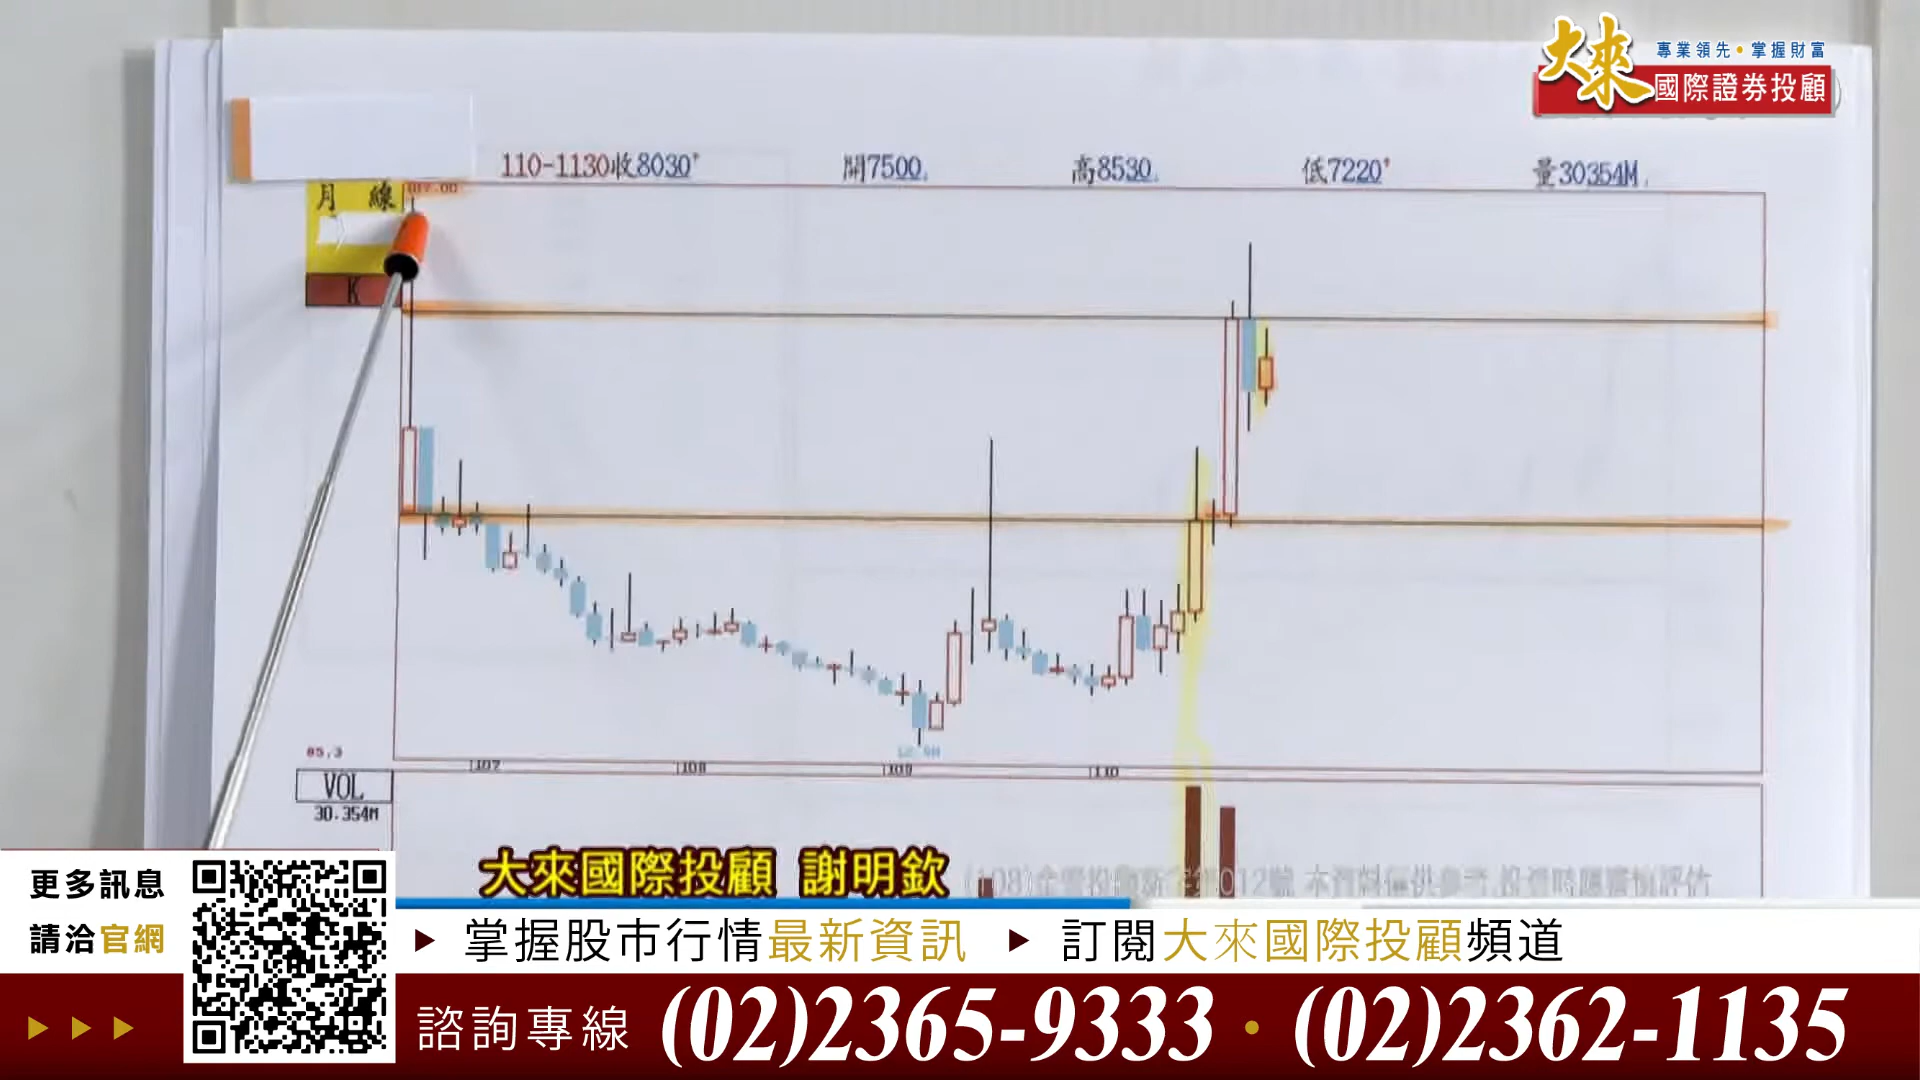 大來
專業領先•掌握財富
國際證券投顧
110-1130收8030 開7500 高8530 低7220 量30354M
月 線
K
85.3
107 108 109 110
VOL
30.354M
大來國際投顧 謝明欽
更多訊息
請洽官網
掌握股市行情最新資訊 訂閱大來國際投顧頻道
諮詢專線 (02)2365-9333•(02)2362-1135